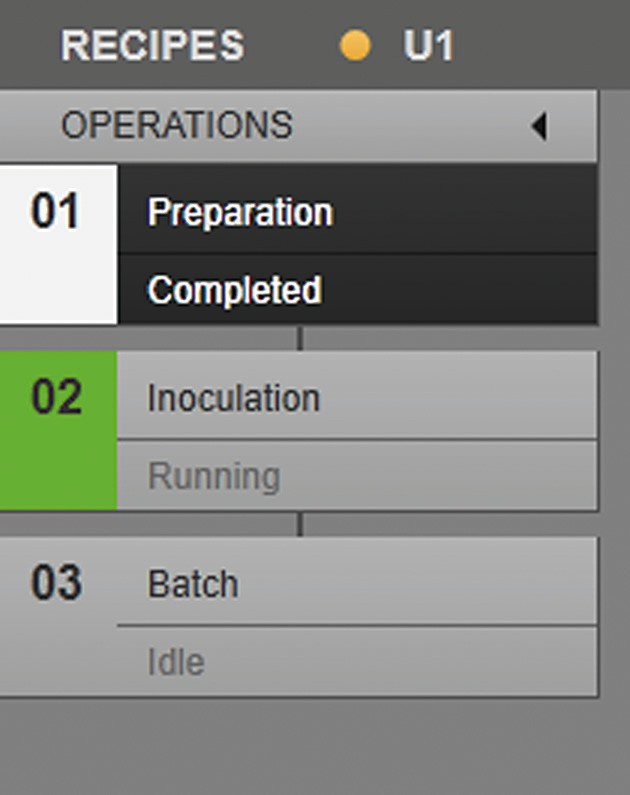 RECIPES U1
OPERATIONS
01 Preparation
Completed
02 Inoculation
Running
03 Batch
Idle